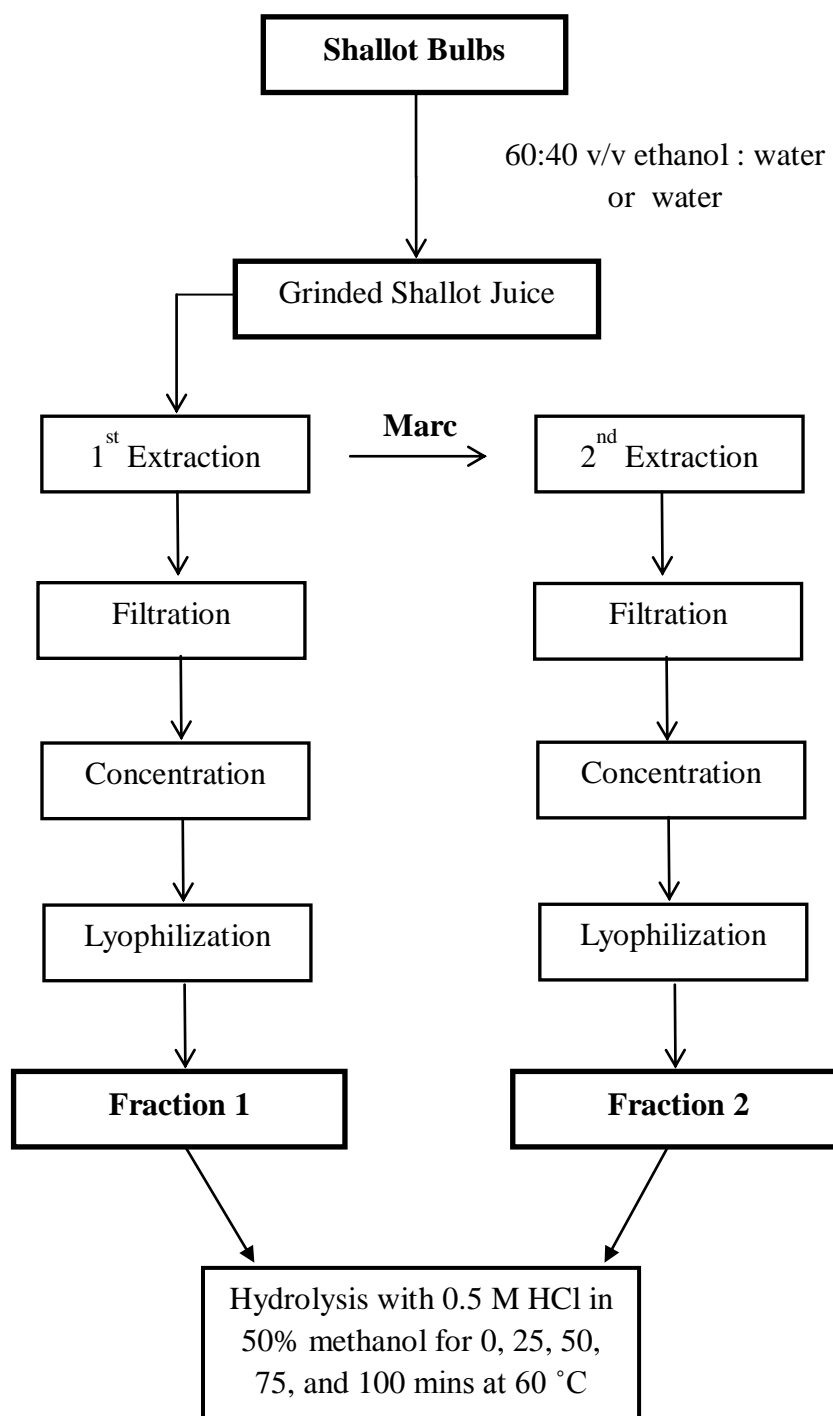 Shallot Bulbs
60:40 v/v ethanol : water
or water
Grinded Shallot Juice
1st Extraction
Marc
2nd Extraction
Filtration
Filtration
Concentration
Concentration
Lyophilization
Lyophilization
Fraction 1
Fraction 2
Hydrolysis with 0.5 M HCl in
50% methanol for 0, 25, 50,
75, and 100 mins at 60 ˚C